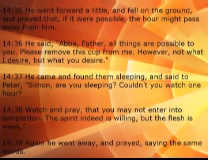 14:35 He went forward a little, and fell on the ground,
and prayed that, if it were possible, the hour might pass
away from him.
14:36 He said, "Abba, Father, all things are possible to
you. Please remove this cup from me. However, not what
I desire, but what you desire."
14:37 He came and found them sleeping, and said to
Peter, "Simon, are you sleeping? Couldn't you watch one
hour?
14:38 Watch and pray, that you may not enter into
temptation. The spirit indeed is willing, but the flesh is
weak."
14:39 Again he went away, and prayed, saying the same
words.